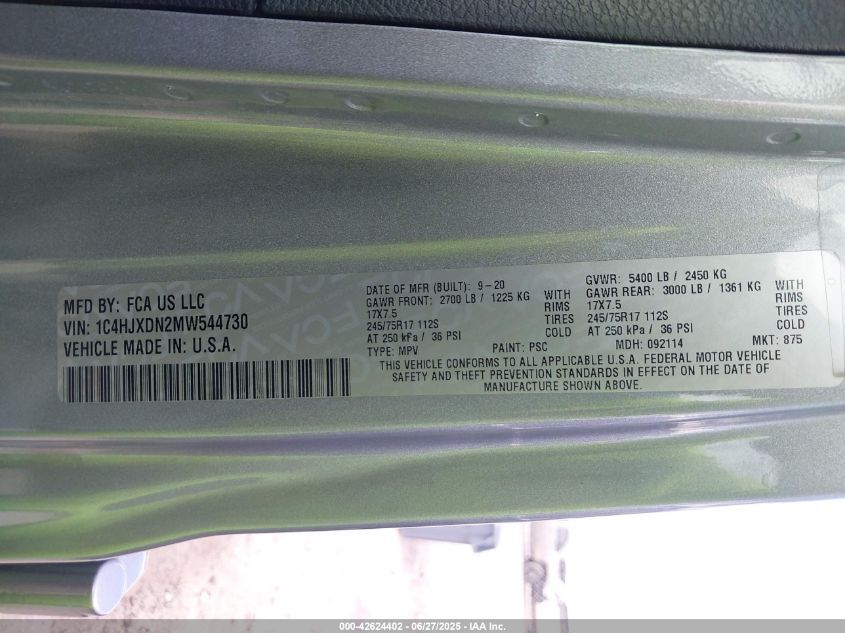 MFD BY: FCA US LLC
VIN: 1C4HJXDN2MW544730
VEHICLE MADE IN: U.S.A.
DATE OF MFR (BUILT): 9-20
GAWR FRONT: 2700 LB / 1225 KG WITH
17X7.5 RIMS
245/75R17 112S TIRES
AT 250 kPa / 36 PSI COLD
GVWR: 5400 LB / 2450 KG
GAWR REAR: 3000 LB / 1361 KG WITH
17X7.5 RIMS
245/75R17 112S TIRES
AT 250 kPa / 36 PSI COLD
TYPE: MPV PAINT: PSC MDH: 092114 MKT: 875
THIS VEHICLE CONFORMS TO ALL APPLICABLE U.S.A. FEDERAL MOTOR VEHICLE
SAFETY AND THEFT PREVENTION STANDARDS IN EFFECT ON THE DATE OF
MANUFACTURE SHOWN ABOVE.
000-42624402 - 06/27/2025 - IAA Inc.